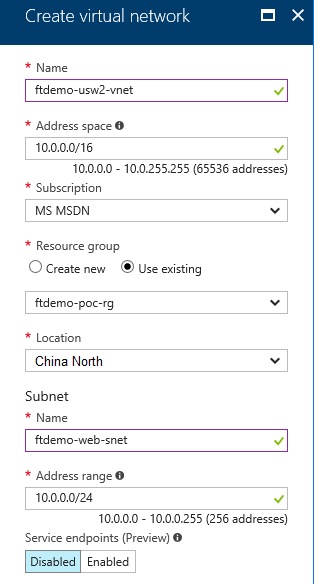 Create virtual network
* Name
ftdemo-usw2-vnet
* Address space
10.0.0.0/16
10.0.0.0 - 10.0.255.255 (65536 addresses)
* Subscription
MS MSDN
* Resource group
Create new Use existing
ftdemo-poc-rg
* Location
China North
Subnet
* Name
ftdemo-web-snet
* Address range
10.0.0.0/24
10.0.0.0 - 10.0.0.255 (256 addresses)
Service endpoints (Preview)
Disabled Enabled